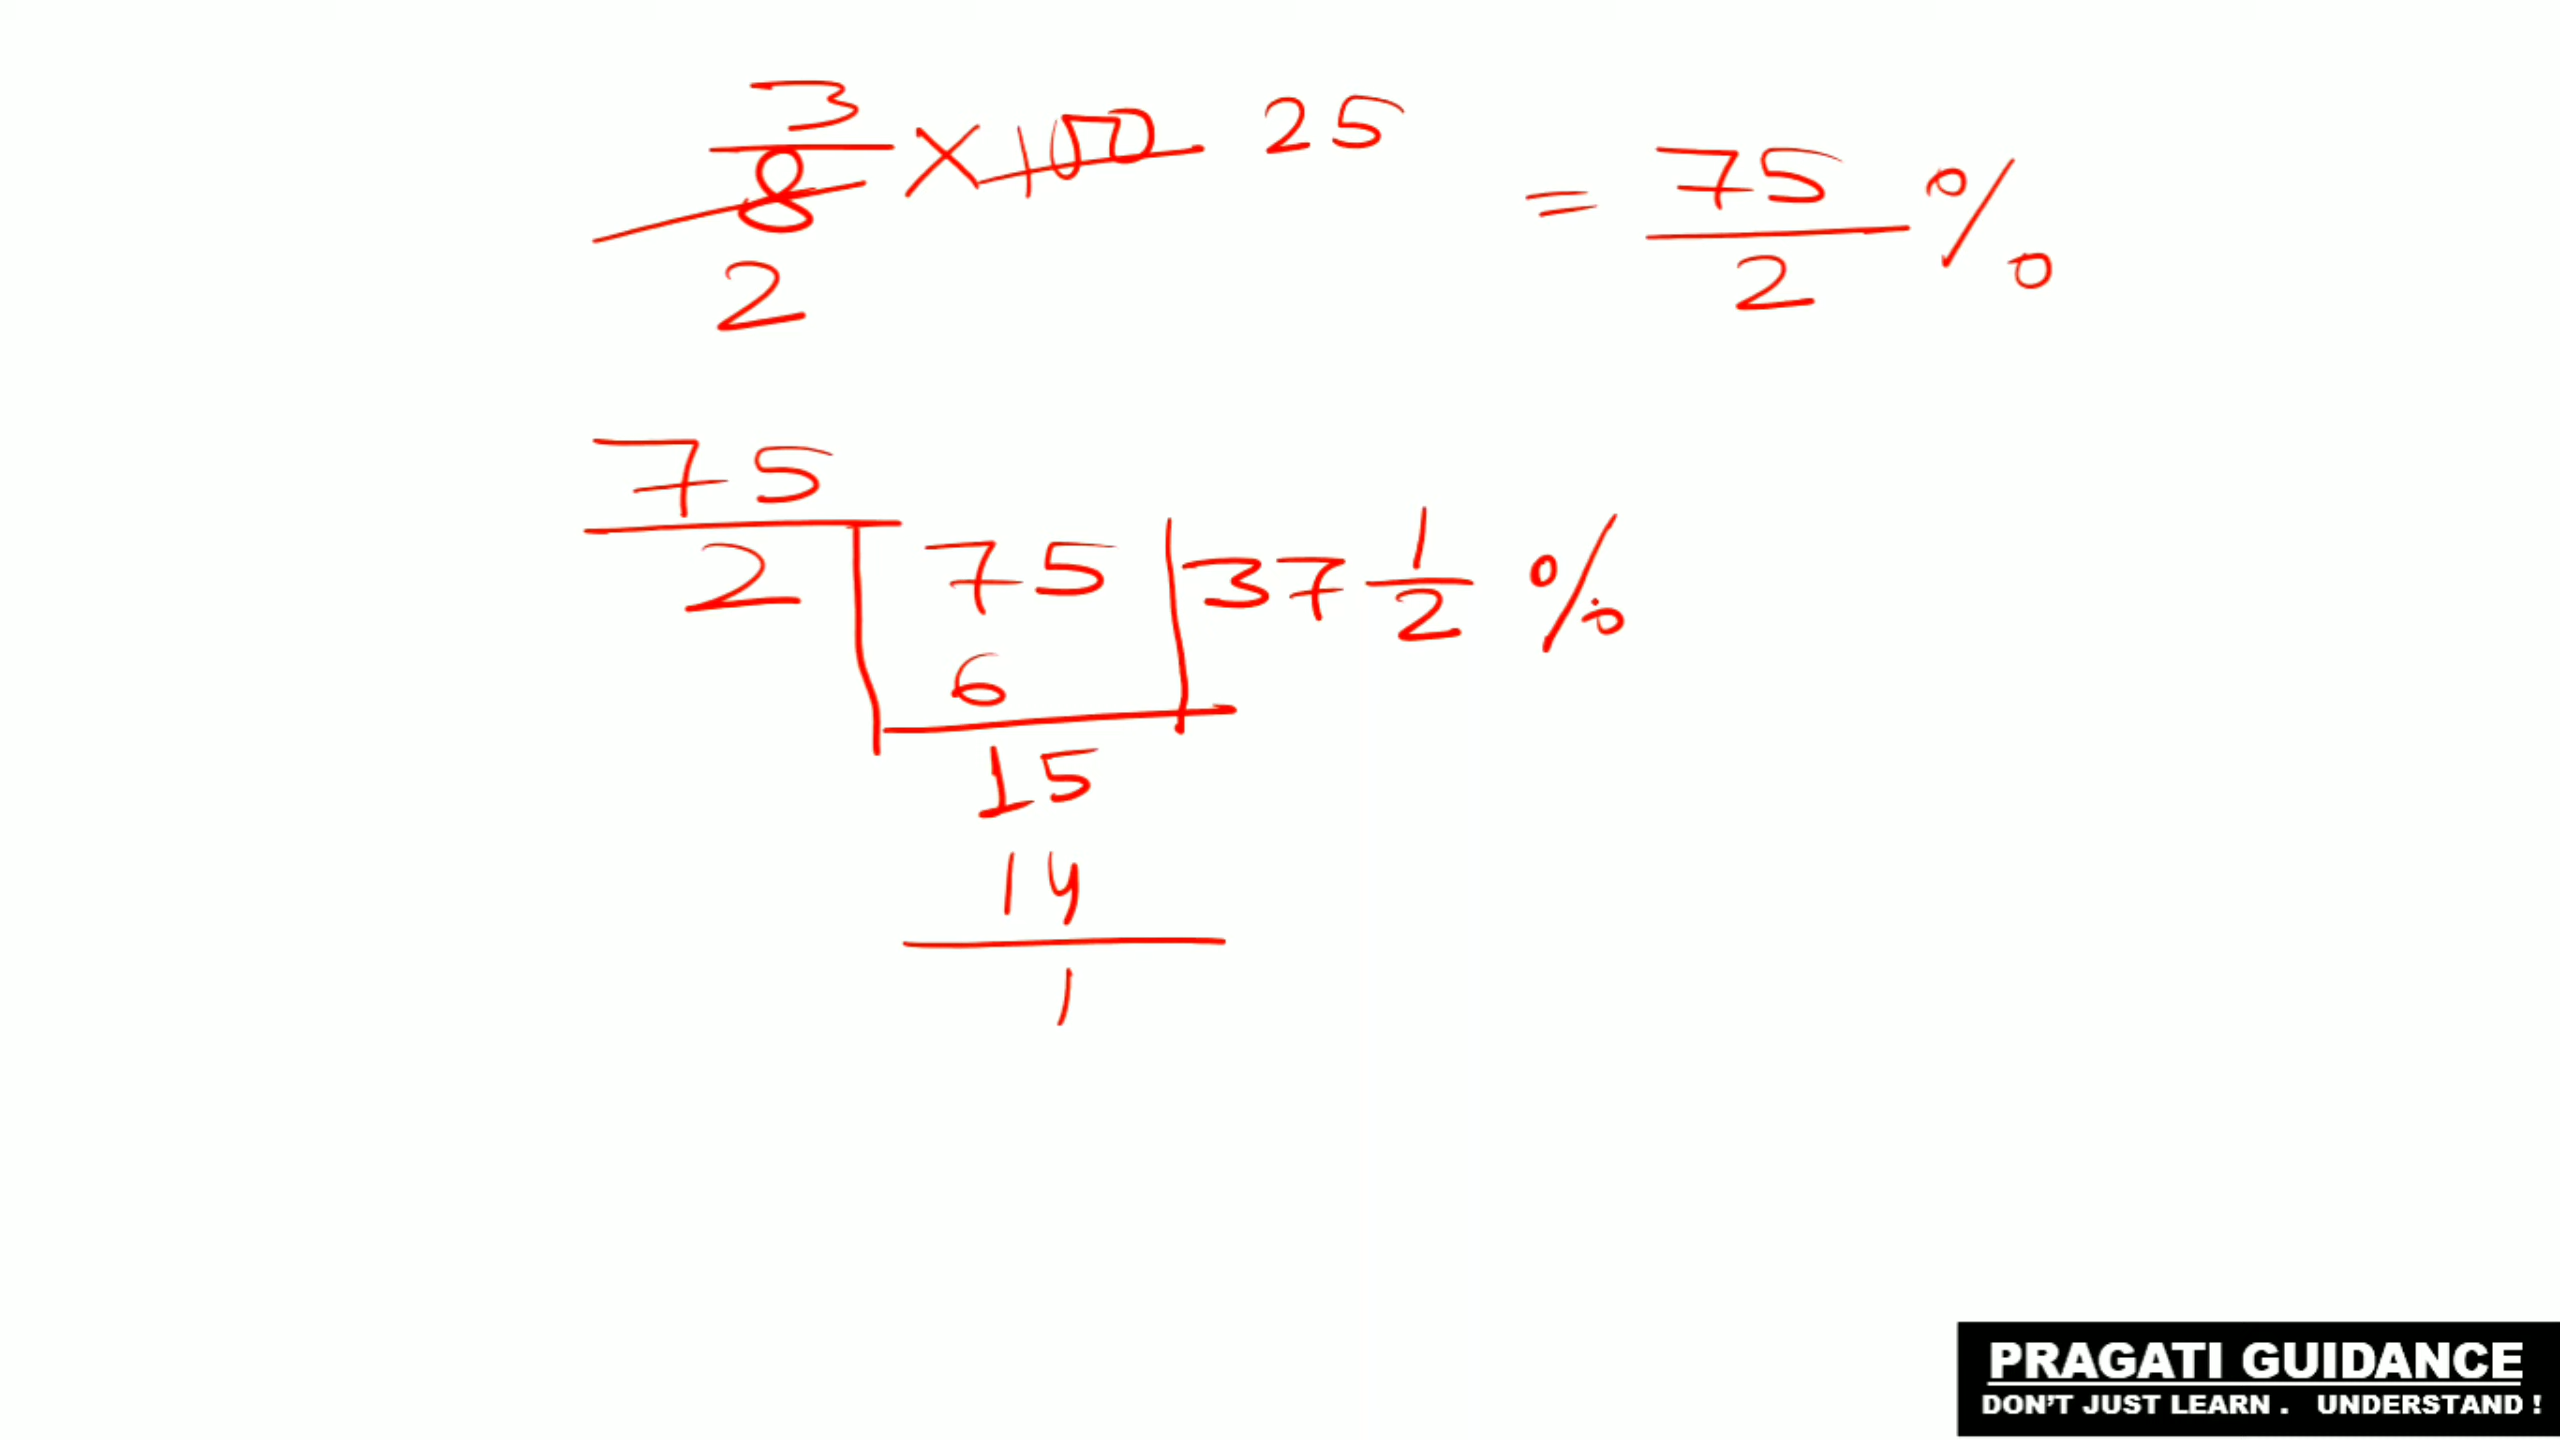 3/8 × 100 25 = 75/2 %
2
75/2 | 75 | 37 1/2 %
6
15
14
1
PRAGATI GUIDANCE
DON'T JUST LEARN . UNDERSTAND !